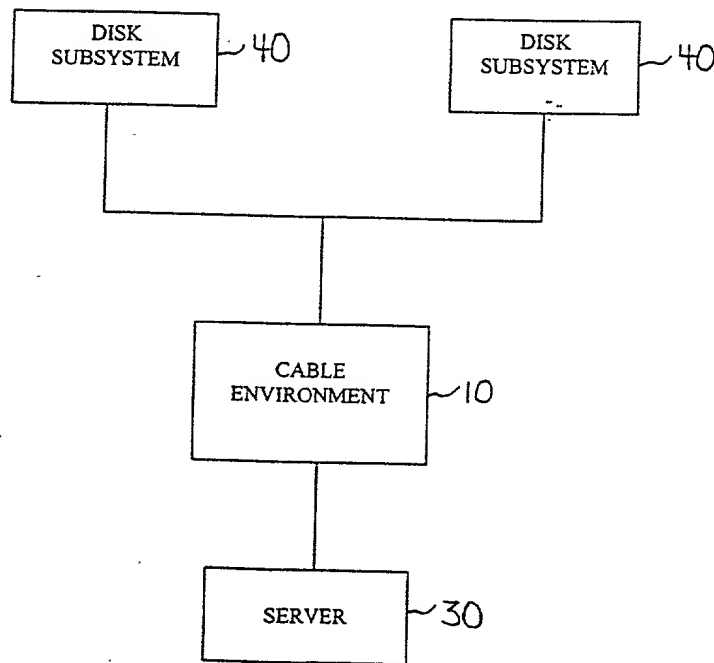 DISK
SUBSYSTEM
40
DISK
SUBSYSTEM
40
CABLE
ENVIRONMENT
10
SERVER
30